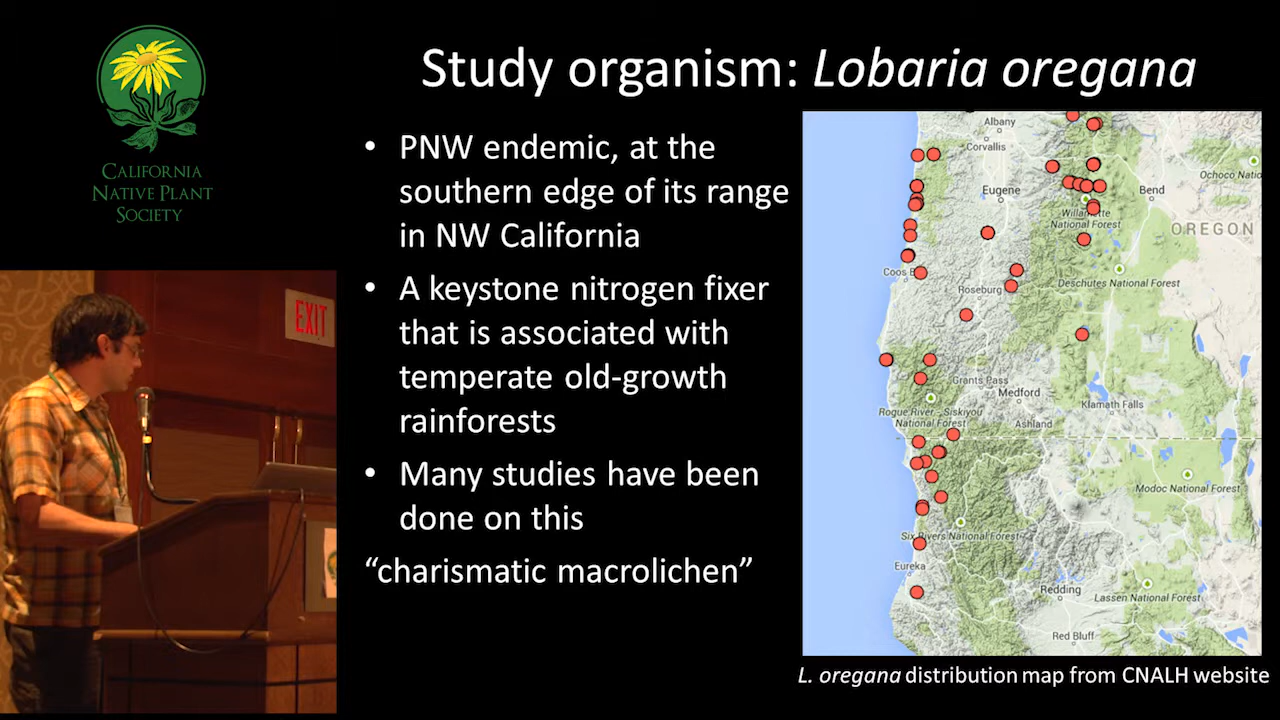 CALIFORNIA
NATIVE PLANT
SOCIETY
Study organism: Lobaria oregana
• PNW endemic, at the
southern edge of its range
in NW California
• A keystone nitrogen fixer
that is associated with
temperate old-growth
rainforests
• Many studies have been
done on this
“charismatic macrolichen”
EXIT
Albany
Corvallis
Eugene
Bend
Ochoco Natio
Willamette
National Forest
OREGON
Coos B
Deschutes National Forest
Roseburg
Grants Pass
Medford
Rogue River - Siskiyou
National Forest
Klamath Falls
Ashland
Modoc National Forest
Six Rivers National Forest
Eureka
Redding
Lassen National Forest
Red Bluff
L. oregana distribution map from CNALH website